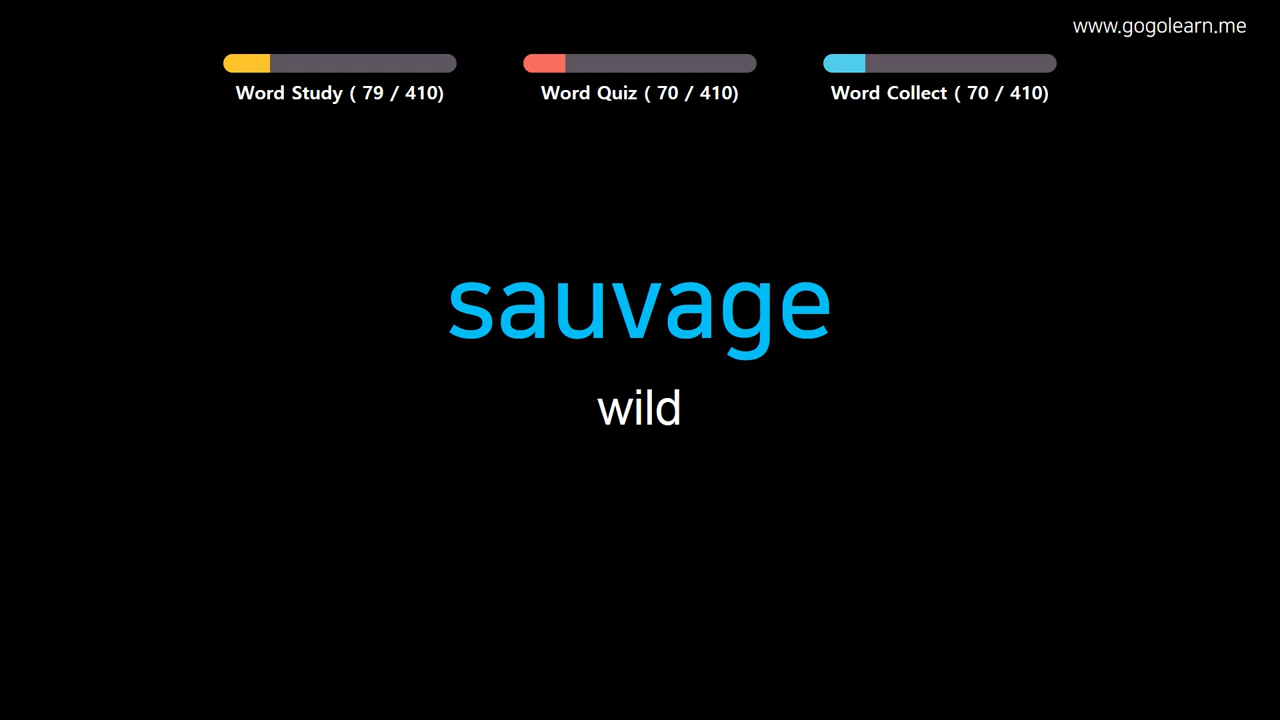 www.gogolearn.me
Word Study ( 79 / 410)
Word Quiz ( 70 / 410)
Word Collect ( 70 / 410)
sauvage
wild